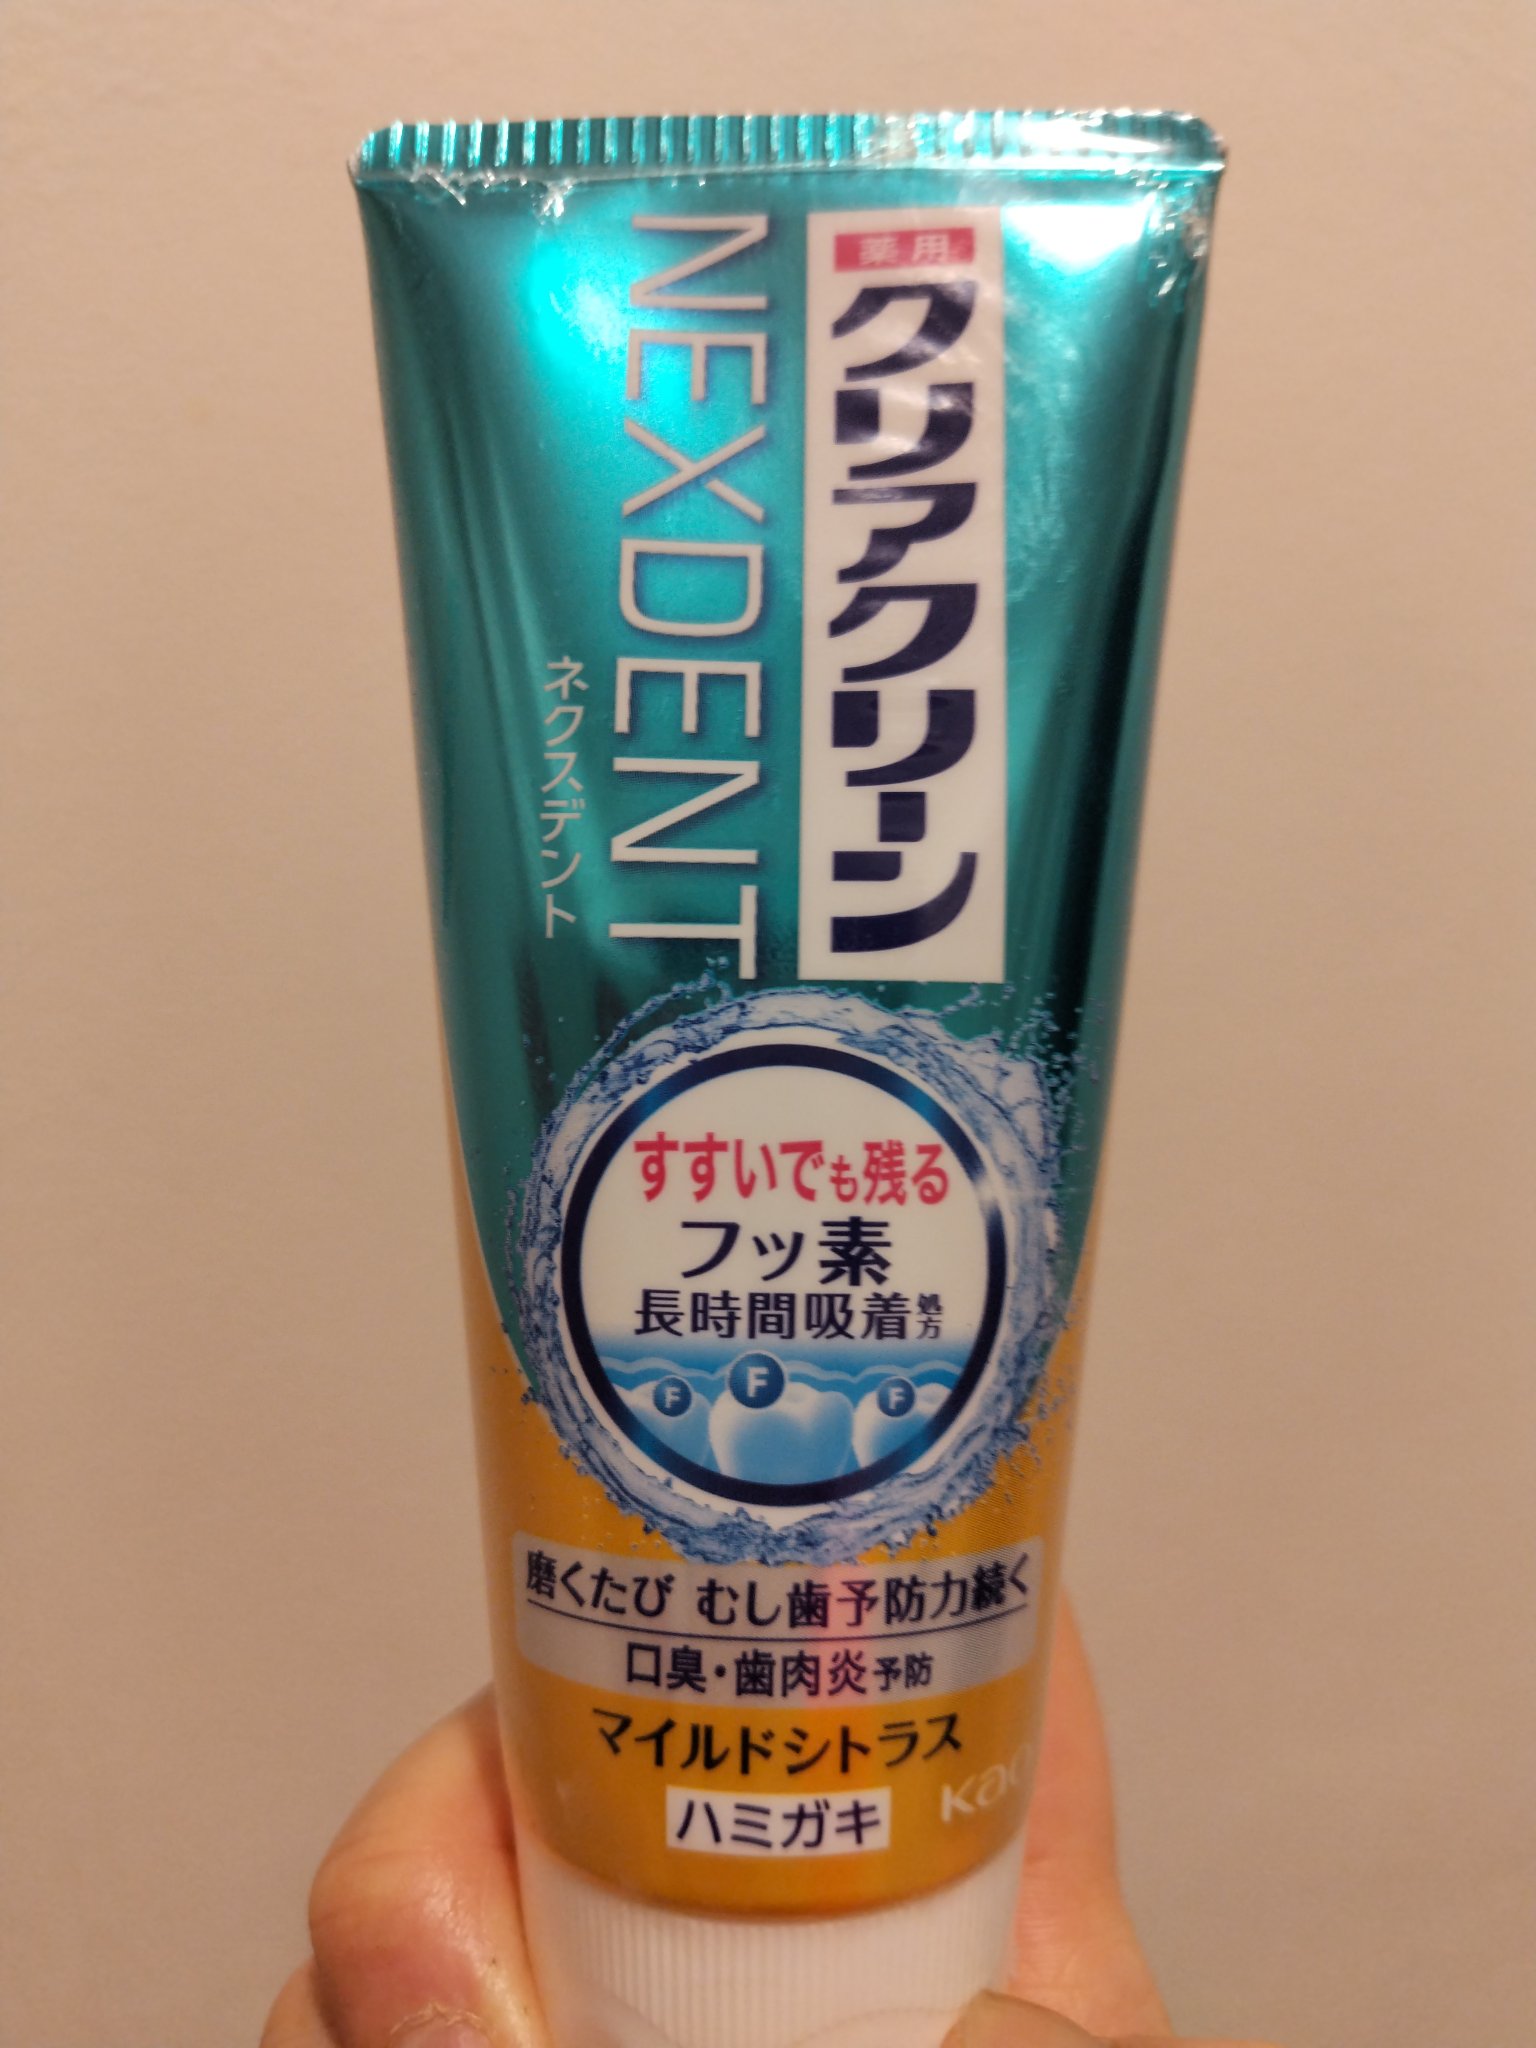 薬用
クリアクリーン
NEXDENT
ネクスデント
すすいでも残る
フッ素
長時間吸着処方
F
F
F
磨くたび むし歯予防力続く
口臭・歯肉炎予防
マイルドシトラス
ハミガキ
Kao